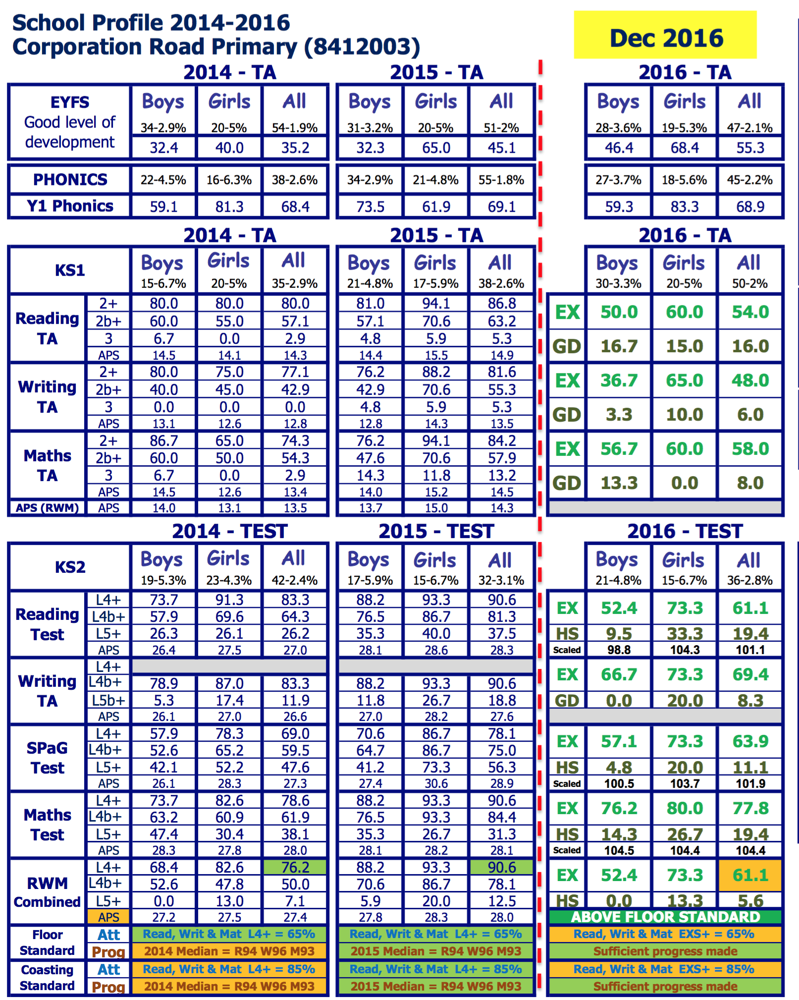 School Profile 2014-2016
Corporation Road Primary (8412003)
Dec 2016
2014 - TA 2015 - TA 2016 - TA
EYFS Boys Girls All Boys Girls All Boys Girls All
Good level of 34-2.9% 20-5% 54-1.9% 31-3.2% 20-5% 51-2% 28-3.6% 19-5.3% 47-2.1%
development 32.4 40.0 35.2 32.3 65.0 45.1 46.4 68.4 55.3
PHONICS 22-4.5% 16-6.3% 38-2.6% 34-2.9% 21-4.8% 55-1.8% 27-3.7% 18-5.6% 45-2.2%
Y1 Phonics 59.1 81.3 68.4 73.5 61.9 69.1 59.3 83.3 68.9
2014 - TA 2015 - TA 2016 - TA
KS1 Boys Girls All Boys Girls All Boys Girls All
15-6.7% 20-5% 35-2.9% 21-4.8% 17-5.9% 38-2.6% 30-3.3% 20-5% 50-2%
Reading TA
2+ 80.0 80.0 80.0 81.0 94.1 86.8 EX 50.0 60.0 54.0
2b+ 60.0 55.0 57.1 57.1 70.6 63.2
3 6.7 0.0 2.9 4.8 5.9 5.3 GD 16.7 15.0 16.0
APS 14.5 14.1 14.3 14.4 15.5 14.9
Writing TA
2+ 80.0 75.0 77.1 76.2 88.2 81.6 EX 36.7 65.0 48.0
2b+ 40.0 45.0 42.9 42.9 70.6 55.3
3 0.0 0.0 0.0 4.8 5.9 5.3 GD 3.3 10.0 6.0
APS 13.1 12.6 12.8 12.8 14.3 13.5
Maths TA
2+ 86.7 65.0 74.3 76.2 94.1 84.2 EX 56.7 60.0 58.0
2b+ 60.0 50.0 54.3 47.6 70.6 57.9
3 6.7 0.0 2.9 14.3 11.8 13.2 GD 13.3 0.0 8.0
APS 14.5 12.6 13.4 14.0 15.2 14.5
APS (RWM) APS 14.0 13.1 13.5 13.7 15.0 14.3
2014 - TEST 2015 - TEST 2016 - TEST
KS2 Boys Girls All Boys Girls All Boys Girls All
19-5.3% 23-4.3% 42-2.4% 17-5.9% 15-6.7% 32-3.1% 21-4.8% 15-6.7% 36-2.8%
Reading Test
L4+ 73.7 91.3 83.3 88.2 93.3 90.6 EX 52.4 73.3 61.1
L4b+ 57.9 69.6 64.3 76.5 86.7 81.3
L5+ 26.3 26.1 26.2 35.3 40.0 37.5 HS 9.5 33.3 19.4
APS 26.4 27.5 27.0 28.1 28.6 28.3 Scaled 98.8 104.3 101.1
Writing TA
L4+ EX 66.7 73.3 69.4
L4b+ 78.9 87.0 83.3 88.2 93.3 90.6
L5b+ 5.3 17.4 11.9 11.8 26.7 18.8 GD 0.0 20.0 8.3
APS 26.1 27.0 26.6 27.0 28.2 27.6
SPaG Test
L4+ 57.9 78.3 69.0 70.6 86.7 78.1 EX 57.1 73.3 63.9
L4b+ 52.6 65.2 59.5 64.7 86.7 75.0
L5+ 42.1 52.2 47.6 41.2 73.3 56.3 HS 4.8 20.0 11.1
APS 26.1 28.3 27.3 27.4 30.6 28.9 Scaled 100.5 103.7 101.9
Maths Test
L4+ 73.7 82.6 78.6 88.2 93.3 90.6 EX 76.2 80.0 77.8
L4b+ 63.2 60.9 61.9 76.5 93.3 84.4
L5+ 47.4 30.4 38.1 35.3 26.7 31.3 HS 14.3 26.7 19.4
APS 28.3 27.8 28.0 28.1 28.2 28.1 Scaled 104.5 104.4 104.4
RWM Combined
L4+ 68.4 82.6 76.2 88.2 93.3 90.6 EX 52.4 73.3 61.1
L4b+ 52.6 47.8 50.0 70.6 86.7 78.1
L5+ 0.0 13.0 7.1 5.9 20.0 12.5 HS 0.0 13.3 5.6
APS 27.2 27.5 27.4 27.8 28.3 28.0 ABOVE FLOOR STANDARD
Floor Att Read, Writ & Mat L4+ = 65% Read, Writ & Mat L4+ = 65% Read, Writ & Mat EXS+ = 65%
Standard Prog 2014 Median = R94 W96 M93 2015 Median = R94 W96 M93 Sufficient progress made
Coasting Att Read, Writ & Mat L4+ = 85% Read, Writ & Mat L4+ = 85% Read, Writ & Mat EXS+ = 85%
Standard Prog 2014 Median = R94 W96 M93 2015 Median = R94 W96 M93 Sufficient progress made